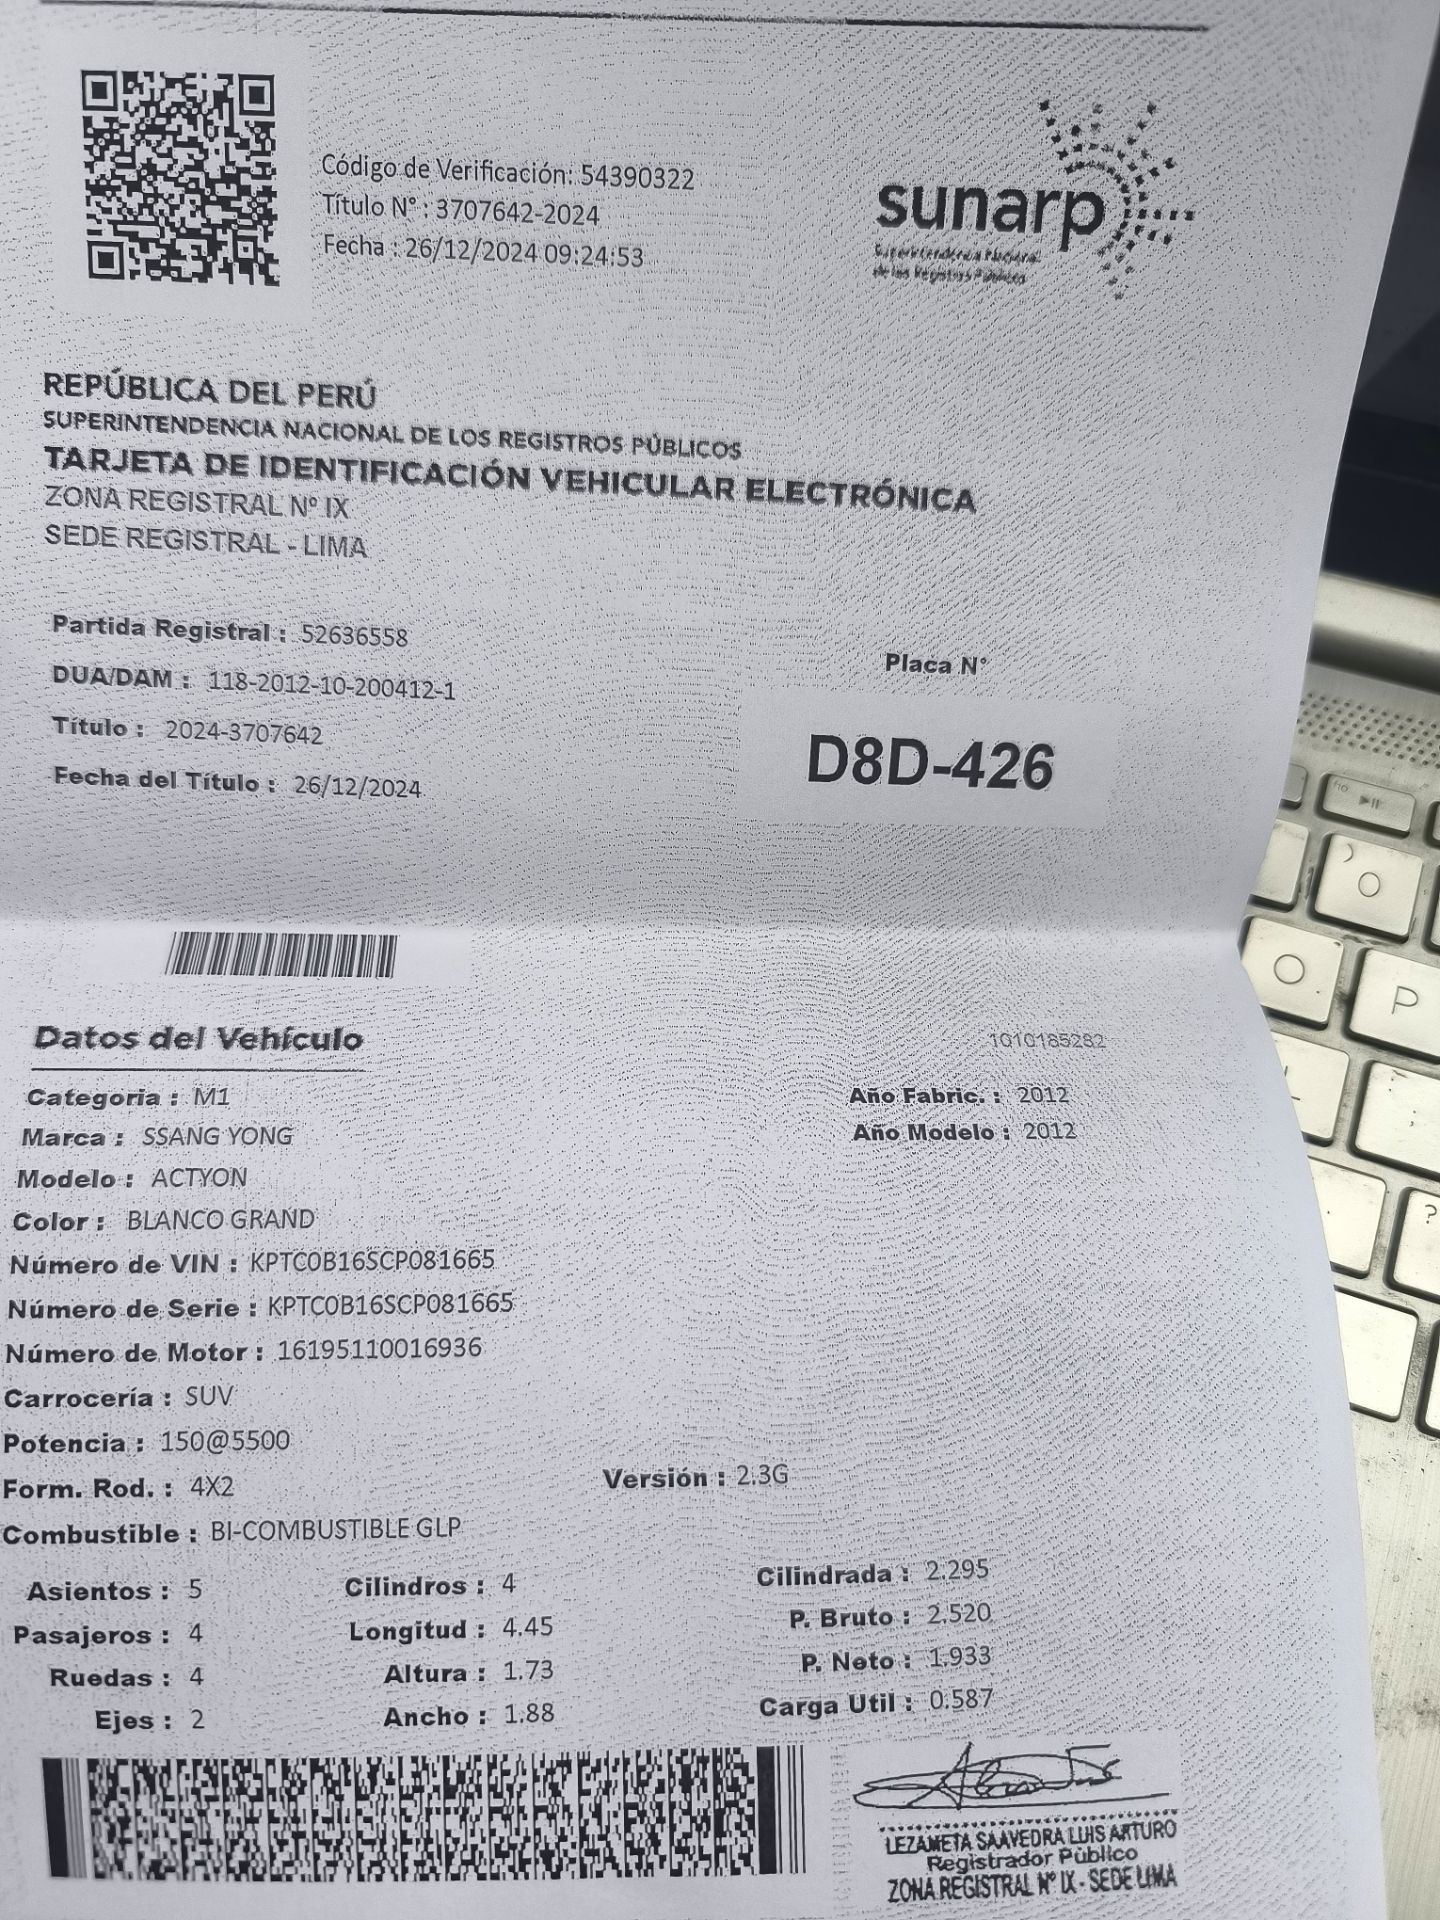 Código de Verificación: 54390322
Título N° : 3707642-2024
Fecha : 26/12/2024 09:24:53
sunarp
Superintendencia Nacional
de los Registros Públicos
REPÚBLICA DEL PERÚ
SUPERINTENDENCIA NACIONAL DE LOS REGISTROS PÚBLICOS
TARJETA DE IDENTIFICACIÓN VEHICULAR ELECTRÓNICA
ZONA REGISTRAL Nº IX
SEDE REGISTRAL - LIMA
Partida Registral : 52636558
DUA/DAM : 118-2012-10-200412-1
Título : 2024-3707642
Fecha del Título : 26/12/2024
Placa N°
D8D-426
Datos del Vehículo
1010185282
Categoria : M1
Año Fabric. : 2012
Marca : SSANG YONG
Año Modelo : 2012
Modelo : ACTYON
Color : BLANCO GRAND
Número de VIN : KPTC0B16SCP081665
Número de Serie : KPTC0B16SCP081665
Número de Motor : 16195110016936
Carrocería : SUV
Potencia : 150@5500
Form. Rod. : 4X2
Versión : 2.3G
Combustible : BI-COMBUSTIBLE GLP
Asientos : 5
Cilindros : 4
Cilindrada : 2.295
Pasajeros : 4
Longitud : 4.45
P. Bruto : 2.520
Ruedas : 4
Altura : 1.73
P. Neto : 1.933
Ejes : 2
Ancho : 1.88
Carga Util : 0.587
LEZAMETA SAAVEDRA LUIS ARTURO
Registrador Público
ZONA REGISTRAL N° IX - SEDE LIMA
O
P
L
?